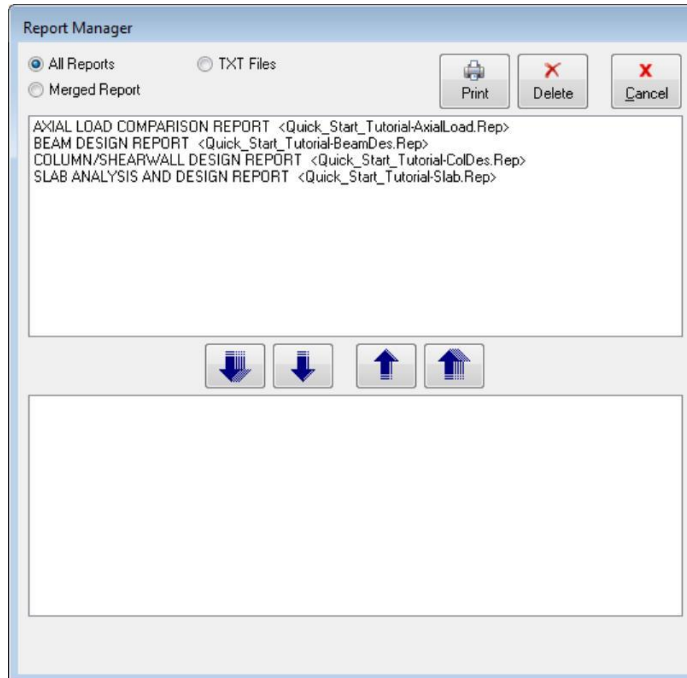 Report Manager
All Reports
TXT Files
Merged Report
Print
Delete
Cancel
AXIAL LOAD COMPARISON REPORT <Quick_Start_Tutorial-AxialLoad.Rep>
BEAM DESIGN REPORT <Quick_Start_Tutorial-BeamDes.Rep>
COLUMN/SHEARWALL DESIGN REPORT <Quick_Start_Tutorial-ColDes.Rep>
SLAB ANALYSIS AND DESIGN REPORT <Quick_Start_Tutorial-Slab.Rep>